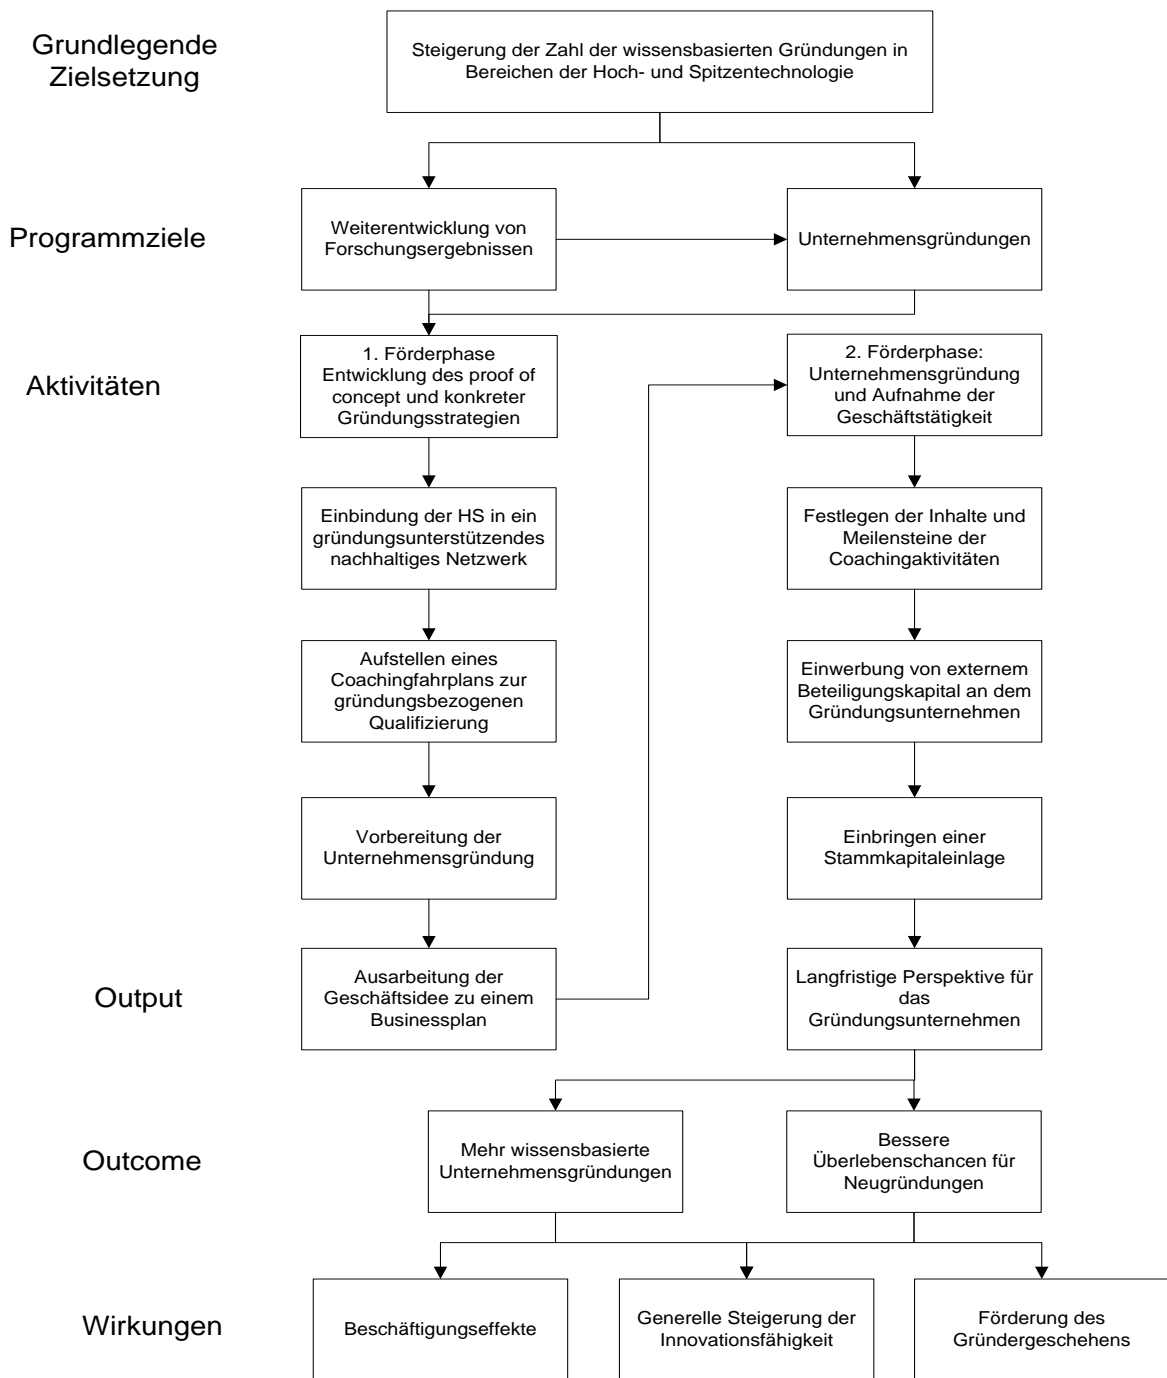 Grundlegende
Zielsetzung
Steigerung der Zahl der wissensbasierten Gründungen in
Bereichen der Hoch- und Spitzentechnologie
Programmziele
Weiterentwicklung von
Forschungsergebnissen
Unternehmensgründungen
Aktivitäten
1. Förderphase
Entwicklung des proof of
concept und konkreter
Gründungsstrategien
2. Förderphase:
Unternehmensgründung
und Aufnahme der
Geschäftstätigkeit
Einbindung der HS in ein
gründungsunterstützendes
nachhaltiges Netzwerk
Festlegen der Inhalte und
Meilensteine der
Coachingaktivitäten
Aufstellen eines
Coachingfahrplans zur
gründungsbezogenen
Qualifizierung
Einwerbung von externem
Beteiligungskapital an dem
Gründungsunternehmen
Vorbereitung der
Unternehmensgründung
Einbringen einer
Stammkapitaleinlage
Output
Ausarbeitung der
Geschäftsidee zu einem
Businessplan
Langfristige Perspektive für
das
Gründungsunternehmen
Outcome
Mehr wissensbasierte
Unternehmensgründungen
Bessere
Überlebenschancen für
Neugründungen
Wirkungen
Beschäftigungseffekte
Generelle Steigerung der
Innovationsfähigkeit
Förderung des
Gründergeschehens